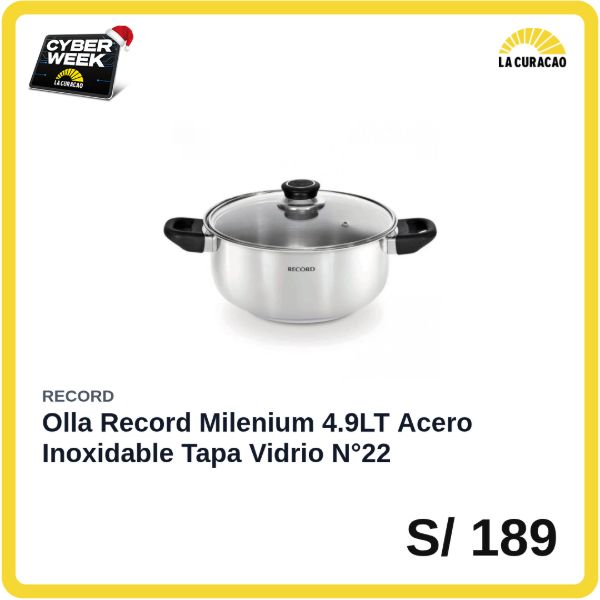 CYBER
WEEK
LA CURACAO
LA CURACAO
RECORD
RECORD
Olla Record Milenium 4.9LT Acero
Inoxidable Tapa Vidrio N°22
S/ 189